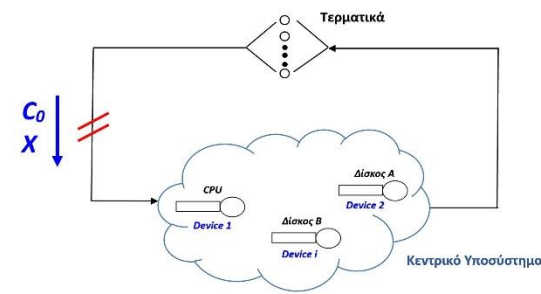 Τερματικά
C0
X
CPU
Device 1
Δίσκος A
Device 2
Δίσκος B
Device i
Κεντρικό Υποσύστημα